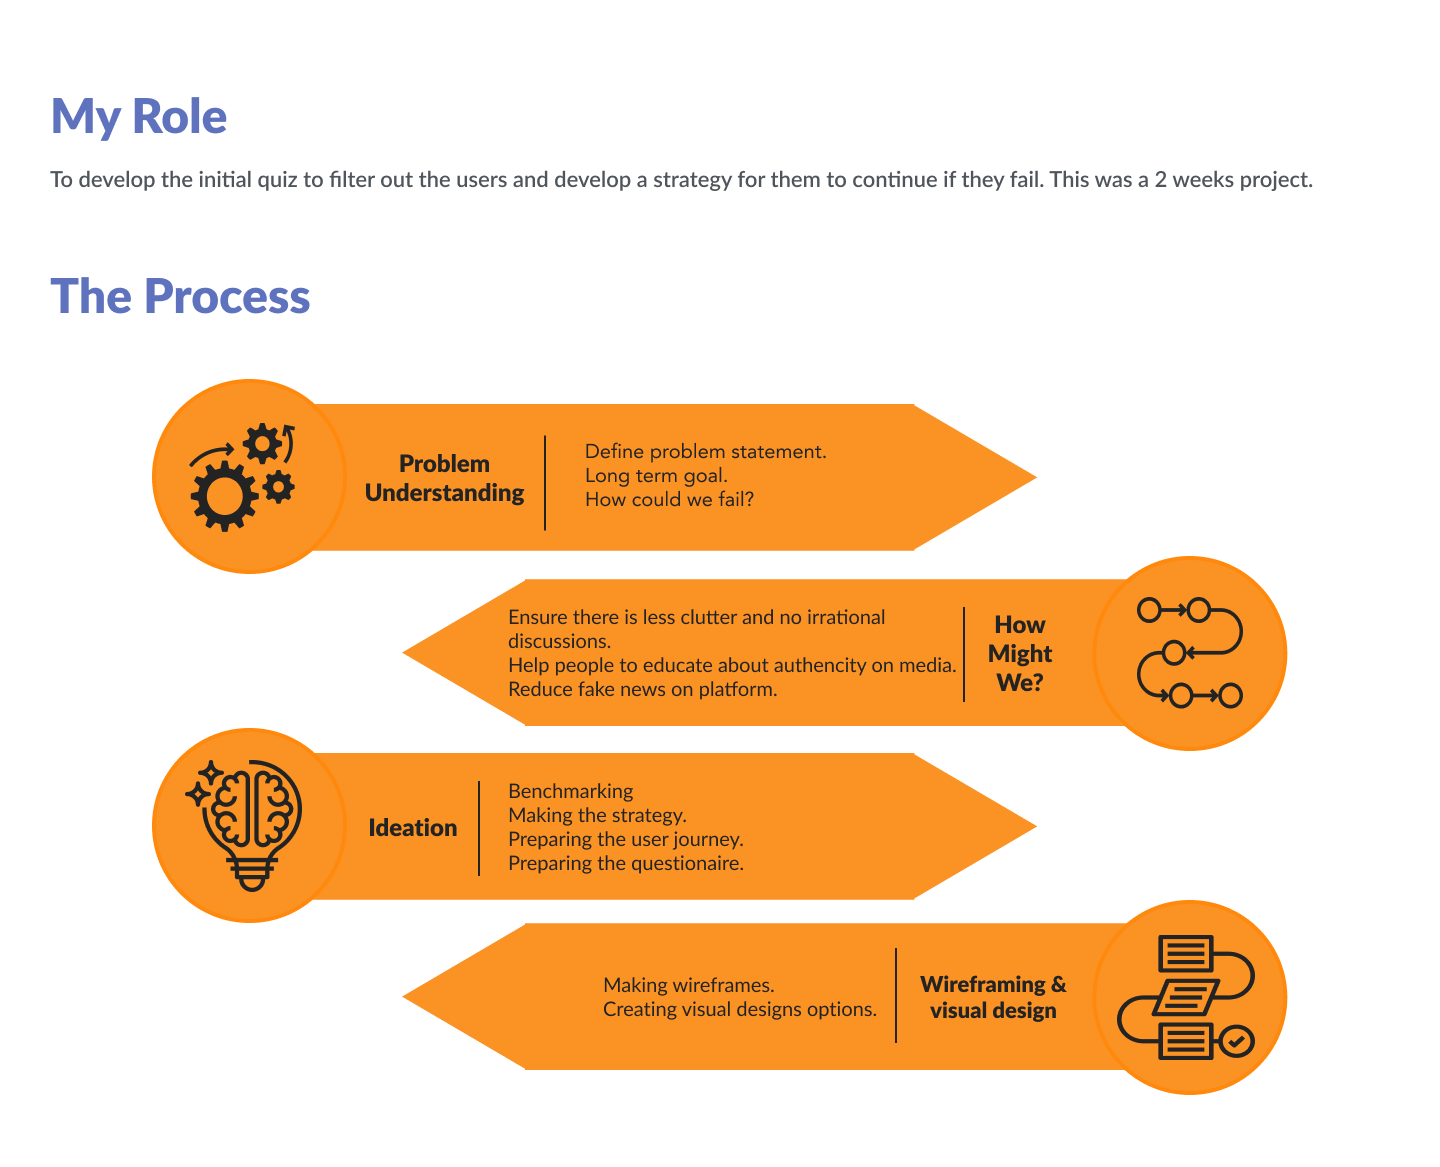 My Role
To develop the initial quiz to filter out the users and develop a strategy for them to continue if they fail. This was a 2 weeks project.
The Process
Problem
Understanding
Define problem statement.
Long term goal.
How could we fail?
Ensure there is less clutter and no irrational
discussions.
Help people to educate about authencity on media.
Reduce fake news on platform.
How
Might
We?
Ideation
Benchmarking
Making the strategy.
Preparing the user journey.
Preparing the questionaire.
Making wireframes.
Creating visual designs options.
Wireframing &
visual design